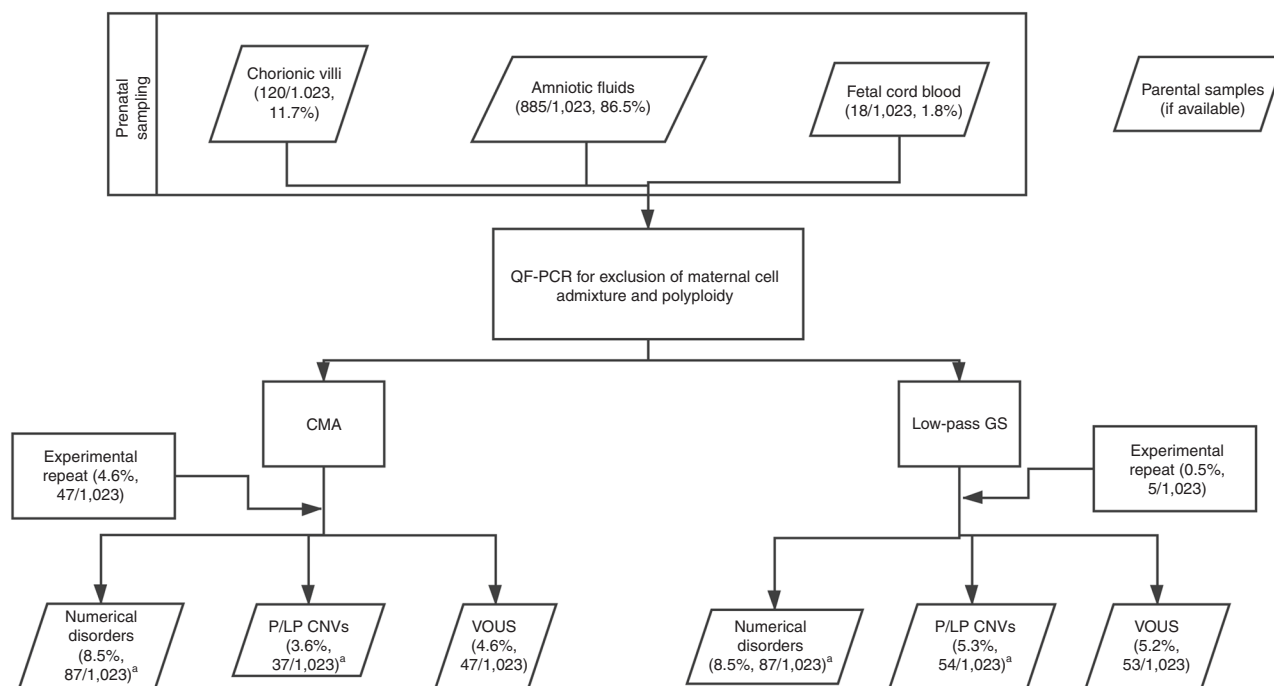 Prenatal
sampling
Chorionic villi
(120/1.023,
11.7%)
Amniotic fluids
(885/1,023, 86.5%)
Fetal cord blood
(18/1,023, 1.8%)
Parental samples
(if available)
QF-PCR for exclusion of maternal cell
admixture and polyploidy
CMA
Low-pass GS
Experimental
repeat (4.6%,
47/1,023)
Experimental
repeat (0.5%,
5/1,023)
Numerical
disorders
(8.5%,
87/1,023)a
P/LP CNVs
(3.6%,
37/1,023)a
VOUS
(4.6%,
47/1,023)
Numerical
disorders
(8.5%, 87/1,023)a
P/LP CNVs
(5.3%,
54/1,023)a
VOUS
(5.2%,
53/1,023)